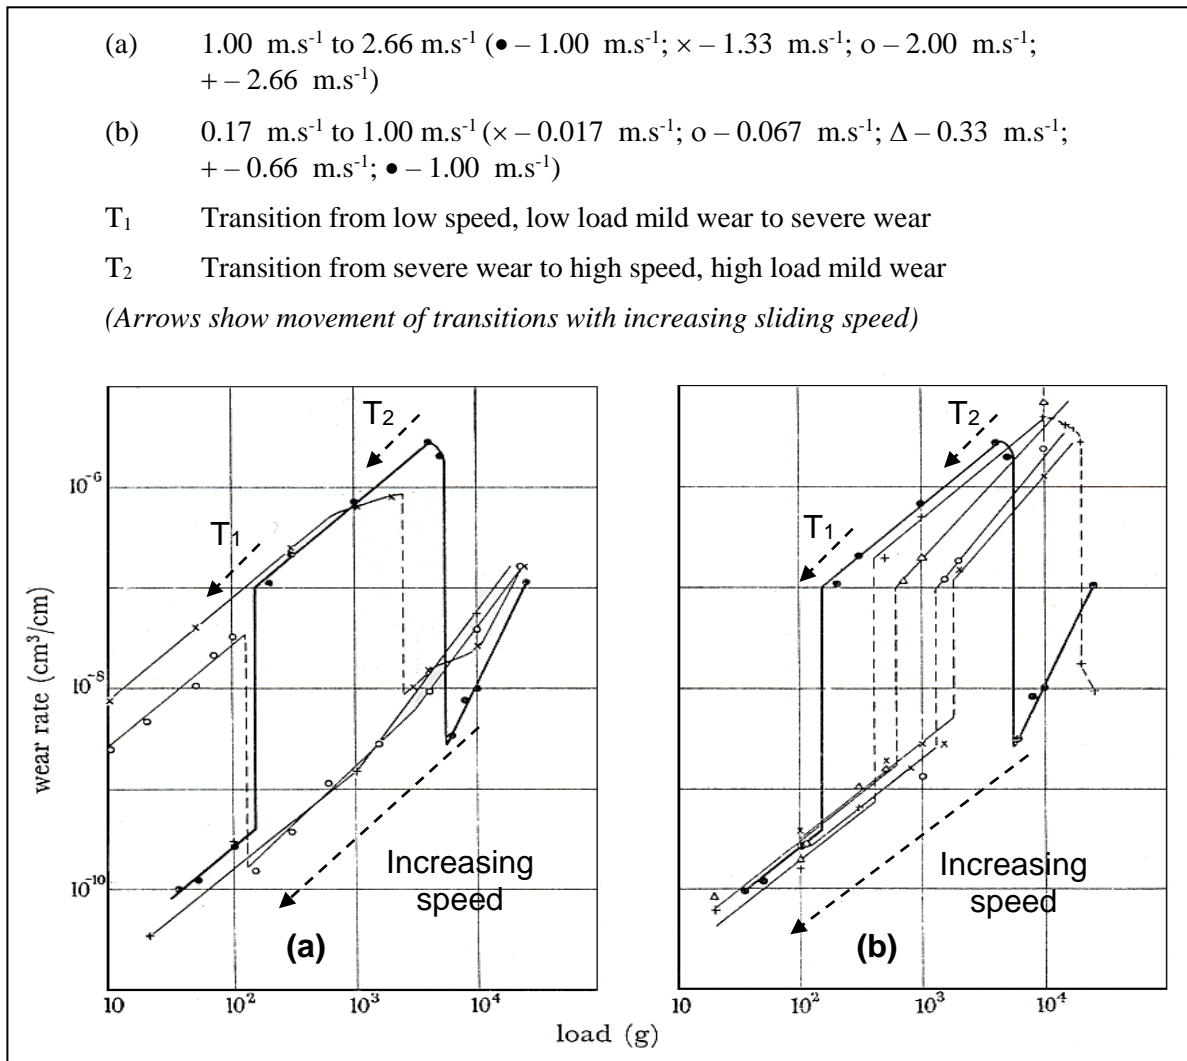 (a) 1.00 m.s⁻¹ to 2.66 m.s⁻¹ (● – 1.00 m.s⁻¹; × – 1.33 m.s⁻¹; o – 2.00 m.s⁻¹;
+ – 2.66 m.s⁻¹)
(b) 0.17 m.s⁻¹ to 1.00 m.s⁻¹ (× – 0.017 m.s⁻¹; o – 0.067 m.s⁻¹; Δ – 0.33 m.s⁻¹;
+ – 0.66 m.s⁻¹; ● – 1.00 m.s⁻¹)
T₁ Transition from low speed, low load mild wear to severe wear
T₂ Transition from severe wear to high speed, high load mild wear
(Arrows show movement of transitions with increasing sliding speed)
wear rate (cm³/cm)
10⁻⁶
10⁻⁸
10⁻¹⁰
T₂
T₁
Increasing
speed
(a)
10 10² 10³ 10⁴
T₂
T₁
Increasing
speed
(b)
10 10² 10³ 10⁴
load (g)